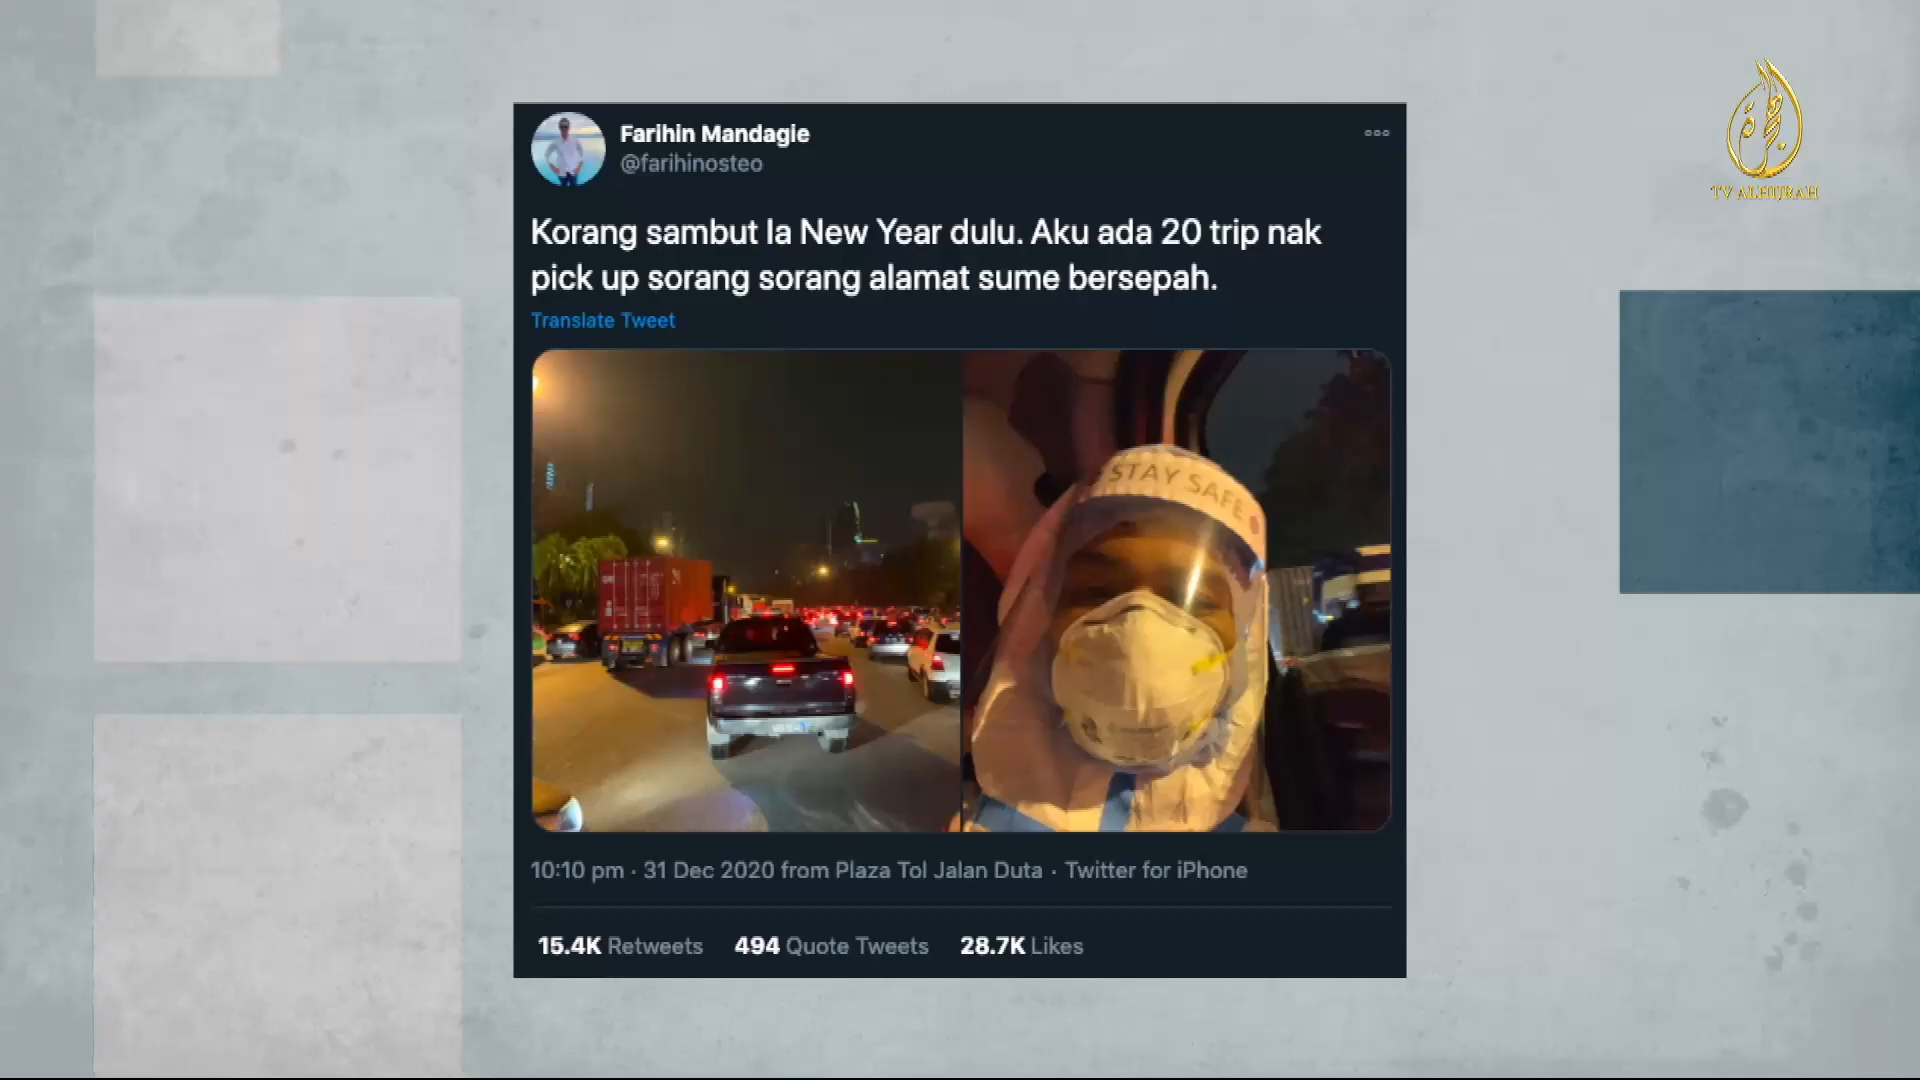 TV ALHIJRAH
Farihin Mandagie
@farihinosteo
Korang sambut la New Year dulu. Aku ada 20 trip nak
pick up sorang sorang alamat sume bersepah.
Translate Tweet
STAY SAFE
10:10 pm · 31 Dec 2020 from Plaza Tol Jalan Duta · Twitter for iPhone
15.4K Retweets 494 Quote Tweets 28.7K Likes